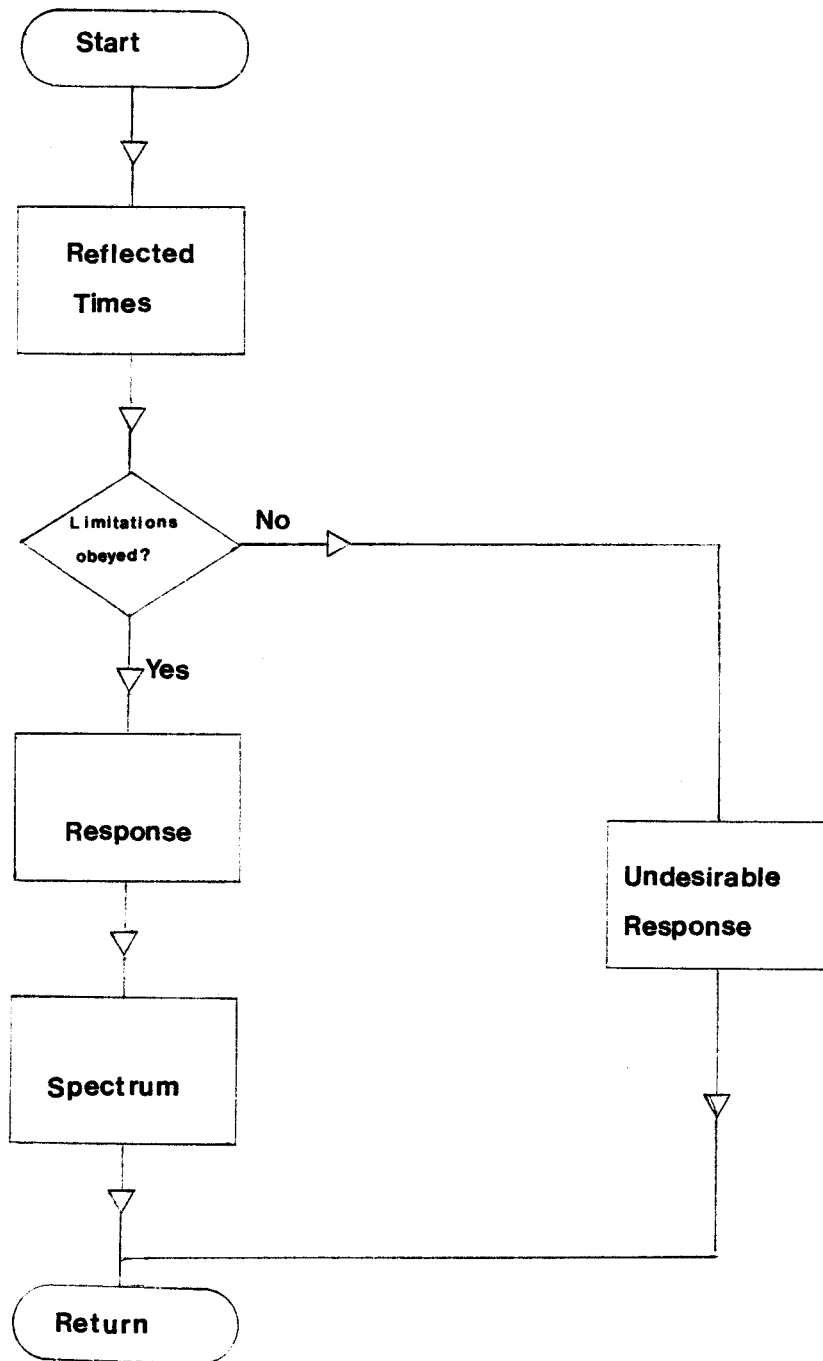 Start
Reflected
Times
Limitations
obeyed?
No
Yes
Response
Undesirable
Response
Spectrum
Return